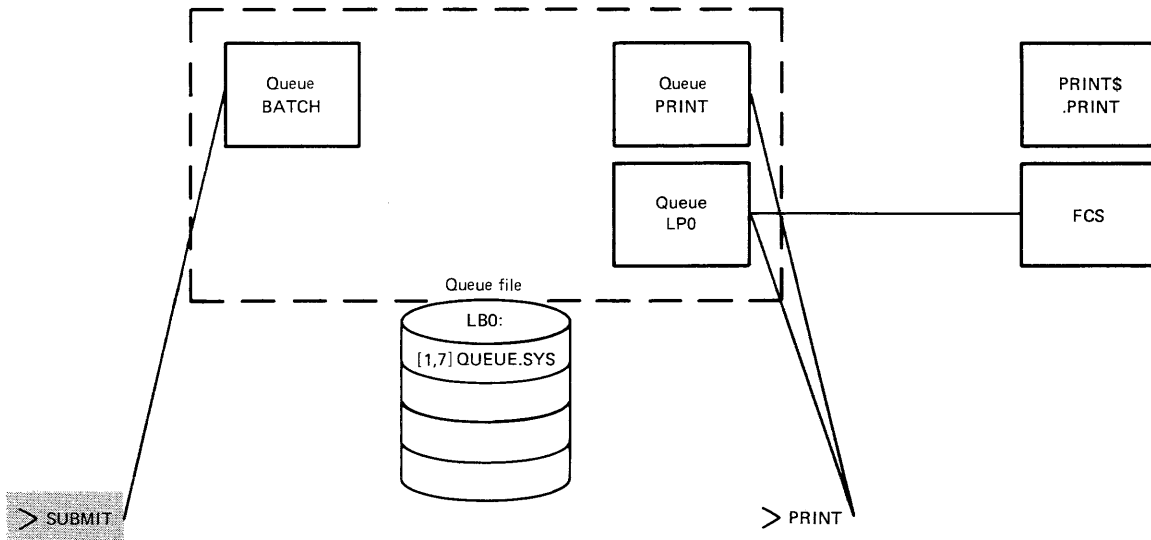 Queue
BATCH
Queue
PRINT
PRINT$
.PRINT
Queue
LP0
FCS
Queue file
LB0:
[1,7] QUEUE.SYS
> SUBMIT
> PRINT